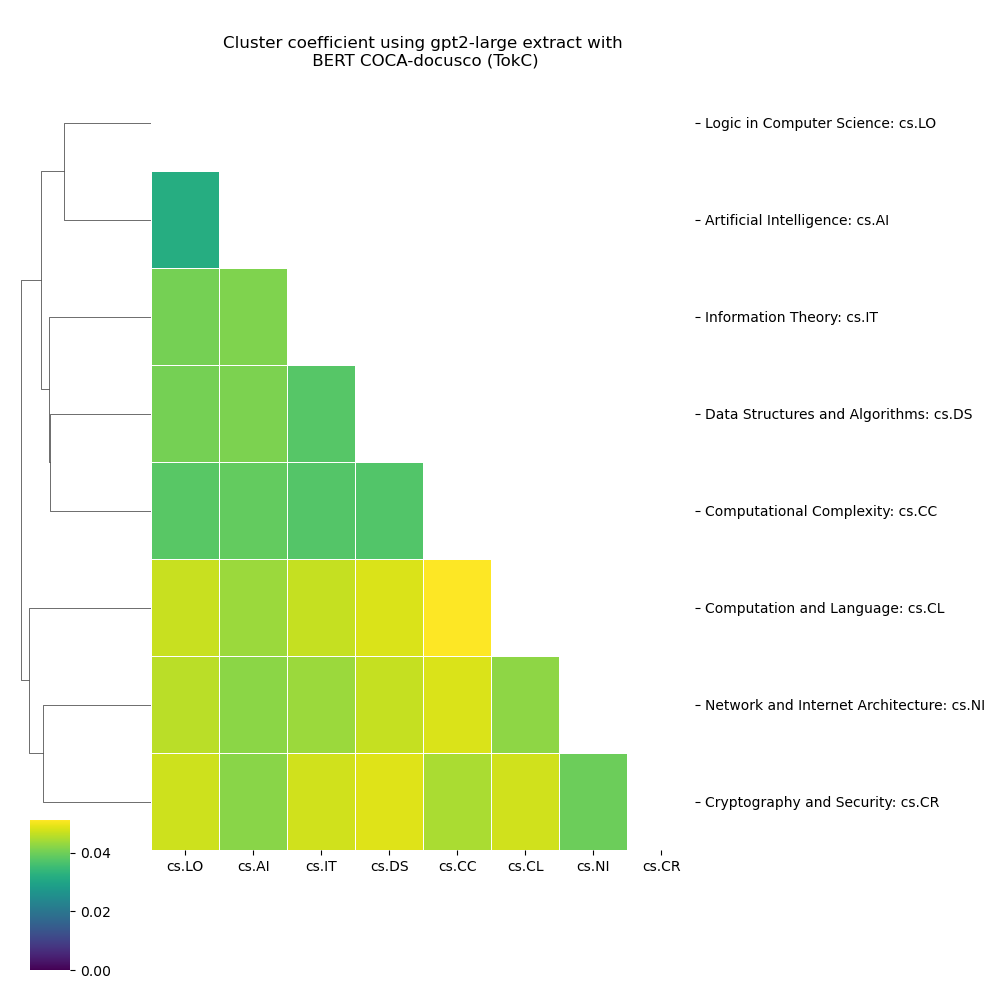 Cluster coefficient using gpt2-large extract with
BERT COCA-docusco (TokC)
Logic in Computer Science: cs.LO
Artificial Intelligence: cs.AI
Information Theory: cs.IT
Data Structures and Algorithms: cs.DS
Computational Complexity: cs.CC
Computation and Language: cs.CL
Network and Internet Architecture: cs.NI
Cryptography and Security: cs.CR
cs.LO cs.AI cs.IT cs.DS cs.CC cs.CL cs.NI cs.CR
0.04
0.02
0.00